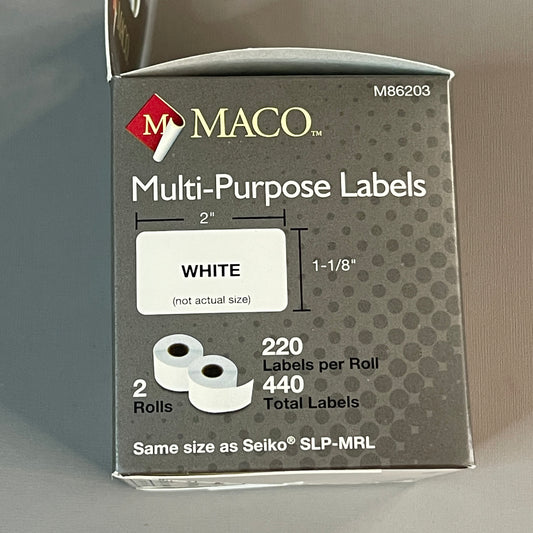 M86203
M MACO™
Multi-Purpose Labels
2"
WHITE
(not actual size)
1-1/8"
220
Labels per Roll
2
Rolls
440
Total Labels
Same size as Seiko® SLP-MRL